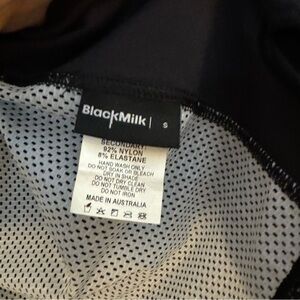 BlackMilk | S
SECONDARY
92% NYLON
8% ELASTANE
HAND WASH ONLY
DO NOT SOAK OR BLEACH
DRY IN SHADE
DO NOT DRY CLEAN
DO NOT TUMBLE DRY
DO NOT IRON
MADE IN AUSTRALIA